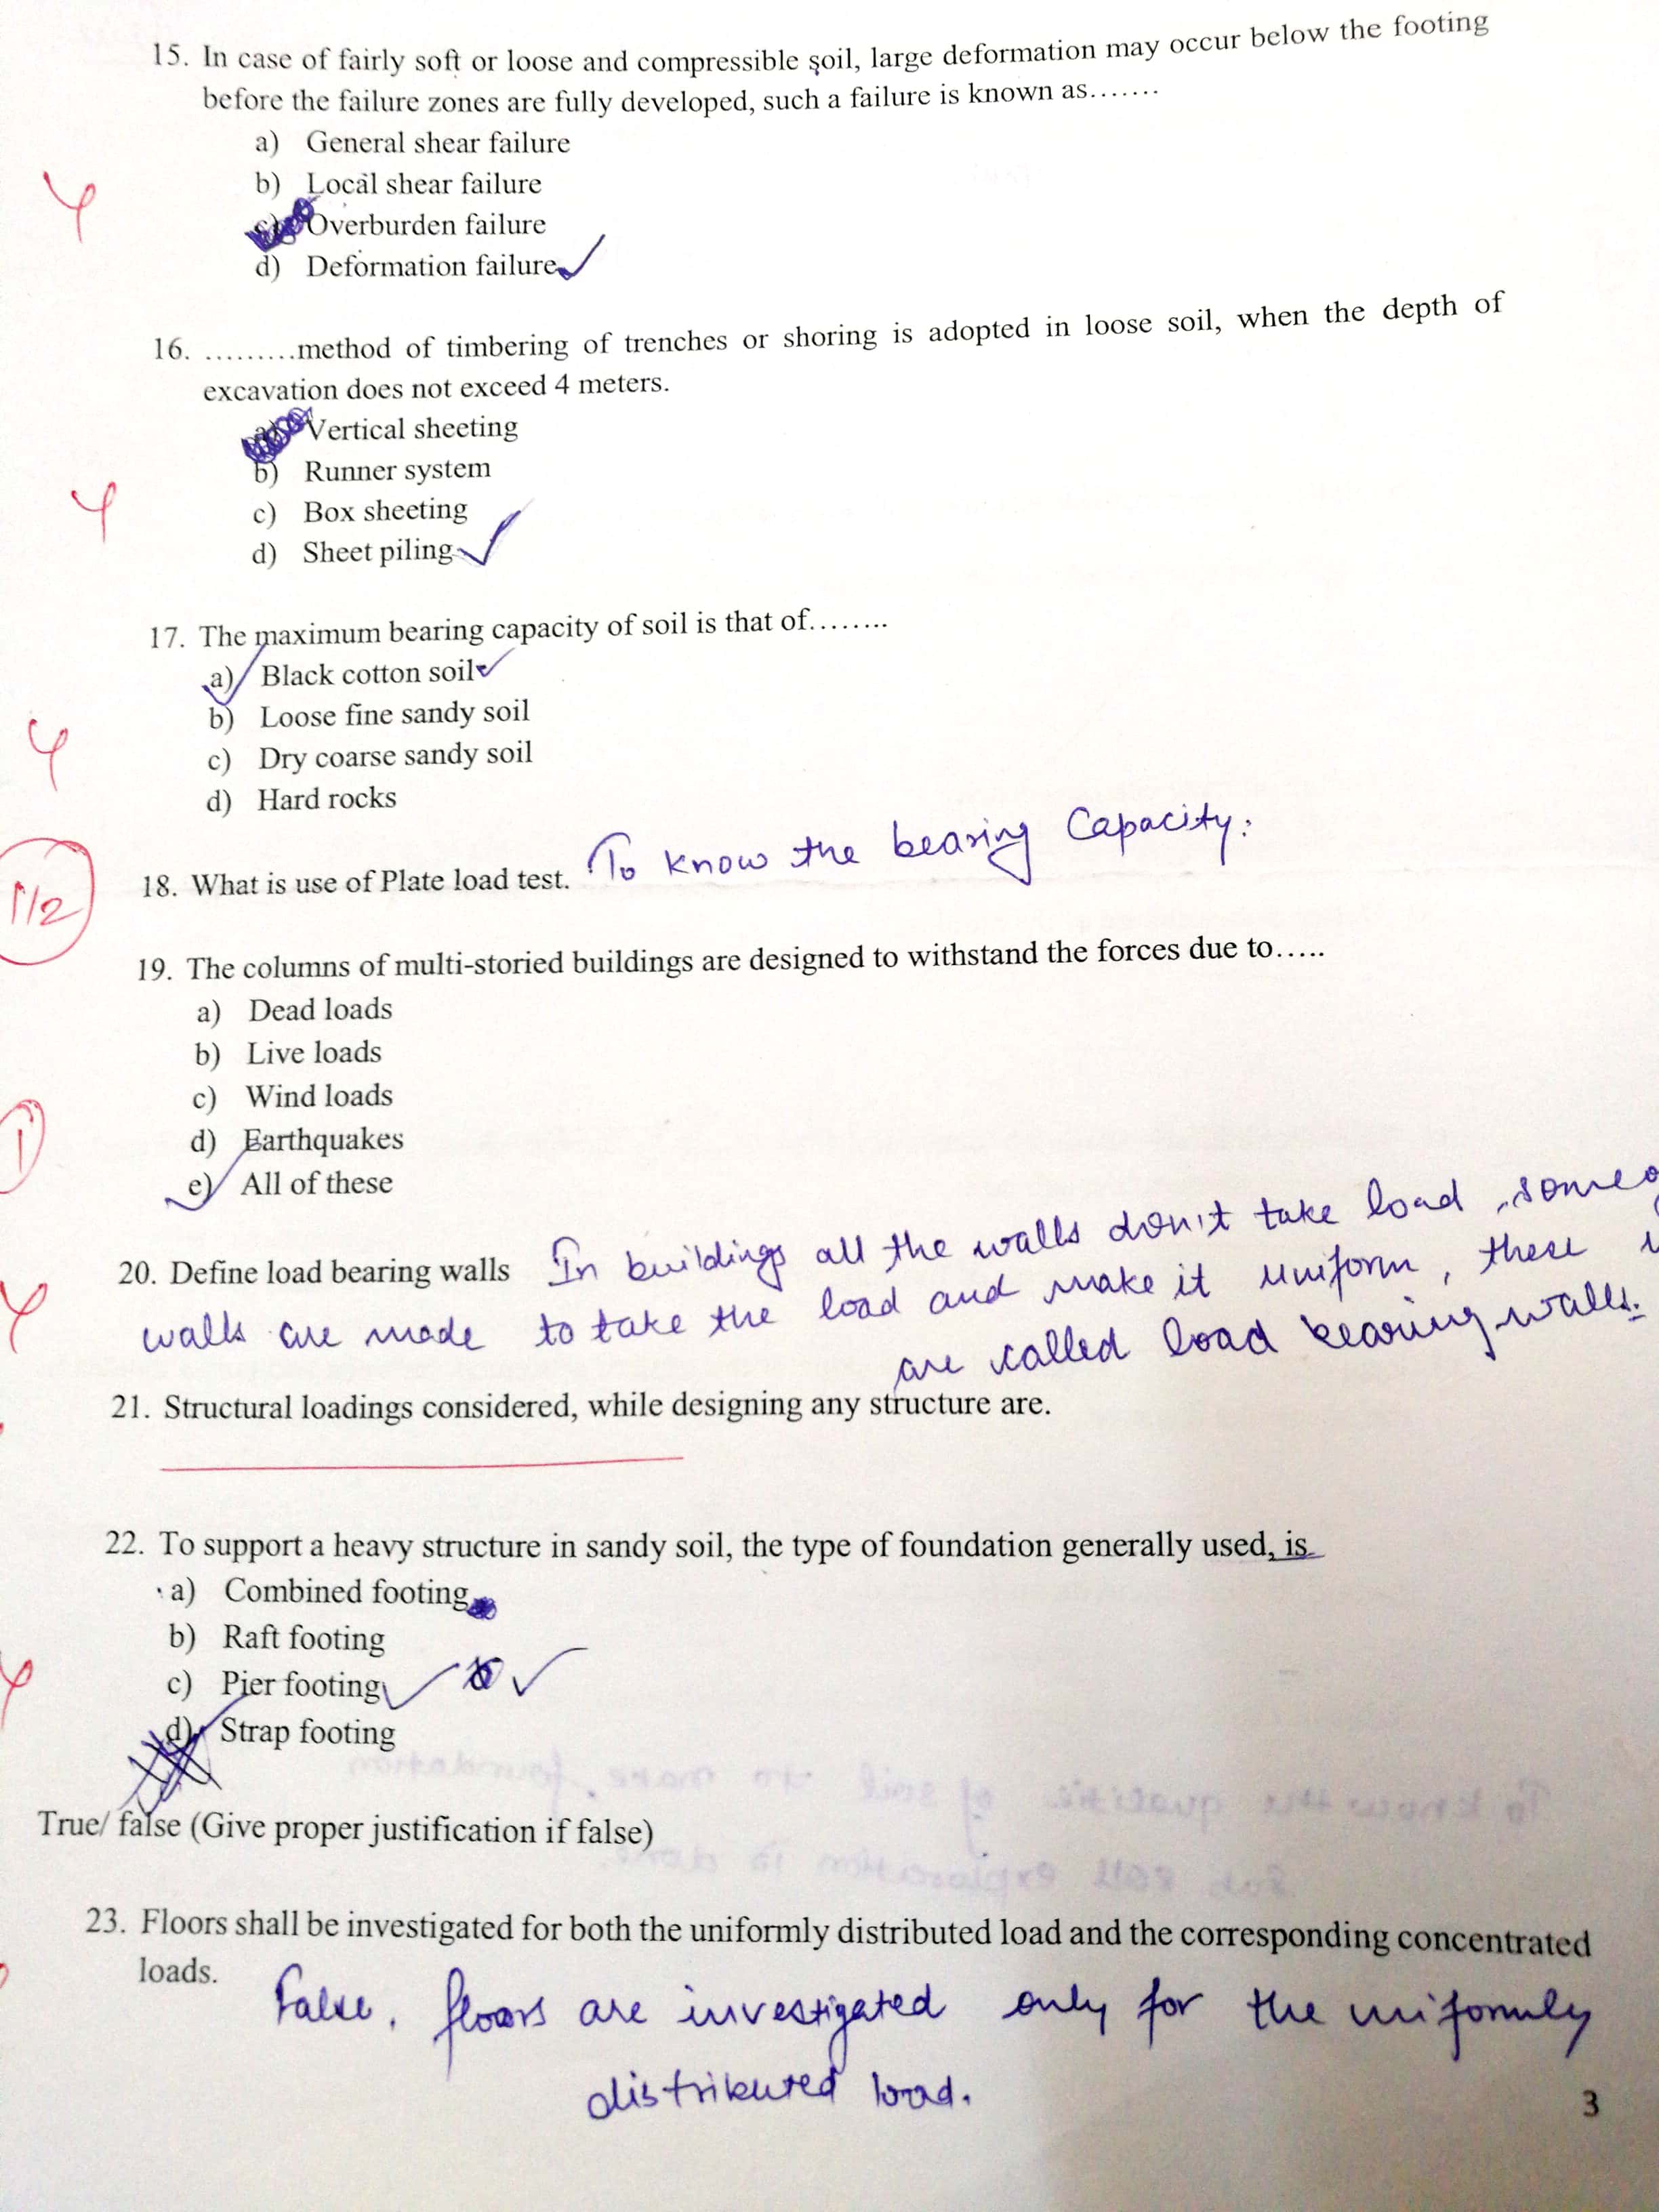 15. In case of fairly soft or loose and compressible soil, large deformation may occur below the footing
before the failure zones are fully developed, such a failure is known as.......
a) General shear failure
b) Local shear failure
Overburden failure
d) Deformation failure
16. .........method of timbering of trenches or shoring is adopted in loose soil, when the depth of
excavation does not exceed 4 meters.
Vertical sheeting
b) Runner system
c) Box sheeting
d) Sheet piling
17. The maximum bearing capacity of soil is that of........
a) Black cotton soil
b) Loose fine sandy soil
c) Dry coarse sandy soil
d) Hard rocks
18. What is use of Plate load test. To know the bearing Capacity.
1/2
19. The columns of multi-storied buildings are designed to withstand the forces due to.....
a) Dead loads
b) Live loads
c) Wind loads
d) Earthquakes
1
e) All of these
20. Define load bearing walls In buildings all the walls don't take load, some
walls are made to take the load and make it uniform, these
are called load bearing walls.
21. Structural loadings considered, while designing any structure are.
22. To support a heavy structure in sandy soil, the type of foundation generally used, is
a) Combined footing
b) Raft footing
c) Pier footing
d) Strap footing
True/ false (Give proper justification if false)
23. Floors shall be investigated for both the uniformly distributed load and the corresponding concentrated
loads.
False, floors are investigated only for the uniformly
distributed load.
3